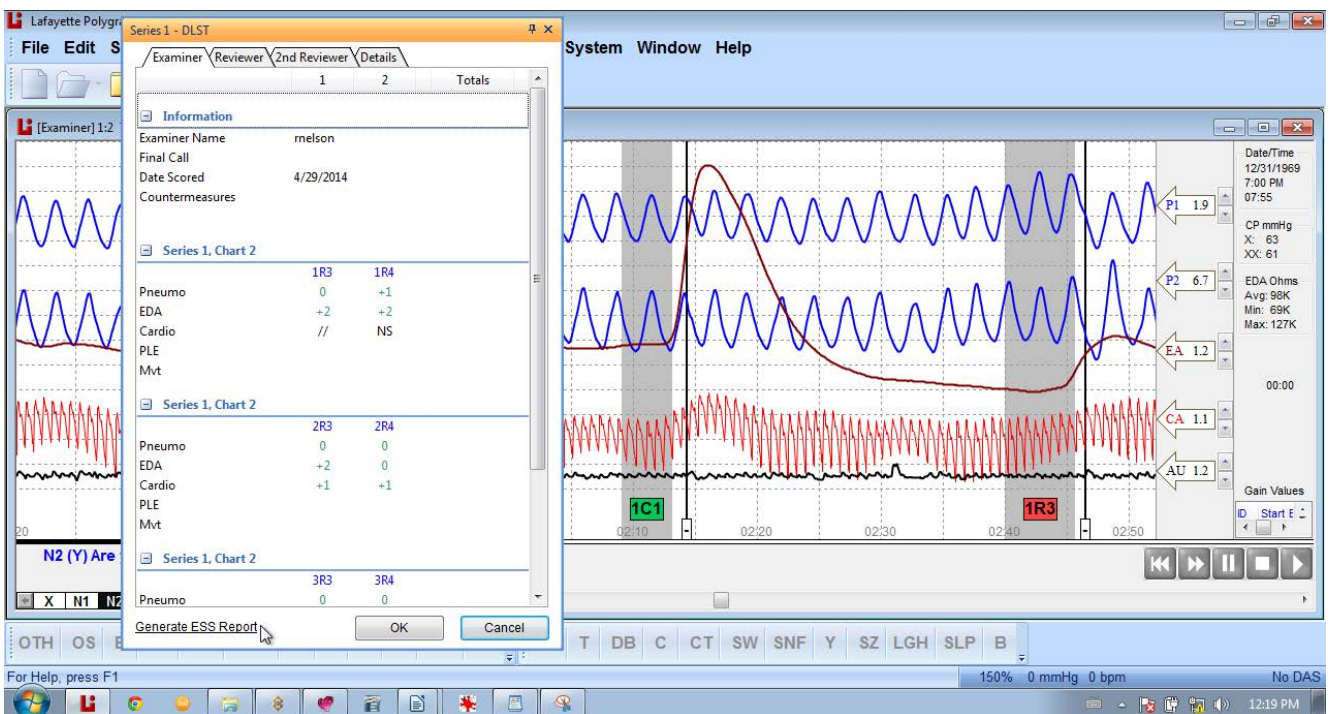 Lafayette Polygr
Series 1 - DLST
File Edit S
System Window Help
Examiner Reviewer 2nd Reviewer Details
1 2 Totals
Information
[Examiner] 1:2
Examiner Name rnelson
Final Call
Date Scored 4/29/2014
Countermeasures
Series 1, Chart 2
1R3 1R4
Pneumo 0 +1
EDA +2 +2
Cardio // NS
PLE
Mvt
Series 1, Chart 2
2R3 2R4
Pneumo 0 0
EDA +2 0
Cardio +1 +1
PLE
Mvt
Series 1, Chart 2
3R3 3R4
Pneumo 0 0
Generate ESS Report
OK Cancel
Date/Time
12/31/1969
7:00 PM
07:55
CP mmHg
X: 63
XX: 61
EDA Ohms
Avg: 98K
Min: 69K
Max: 127K
00:00
Gain Values
ID Start E
P1 1.9
P2 6.7
EA 1.2
CA 1.1
AU 1.2
1C1 1R3
20 02:10 02:20 02:30 02:40 02:50
N2 (Y) Are
X N1 N2
OTH OS E
T DB C CT SW SNF Y SZ LGH SLP B
For Help, press F1
150% 0 mmHg 0 bpm No DAS
12:19 PM